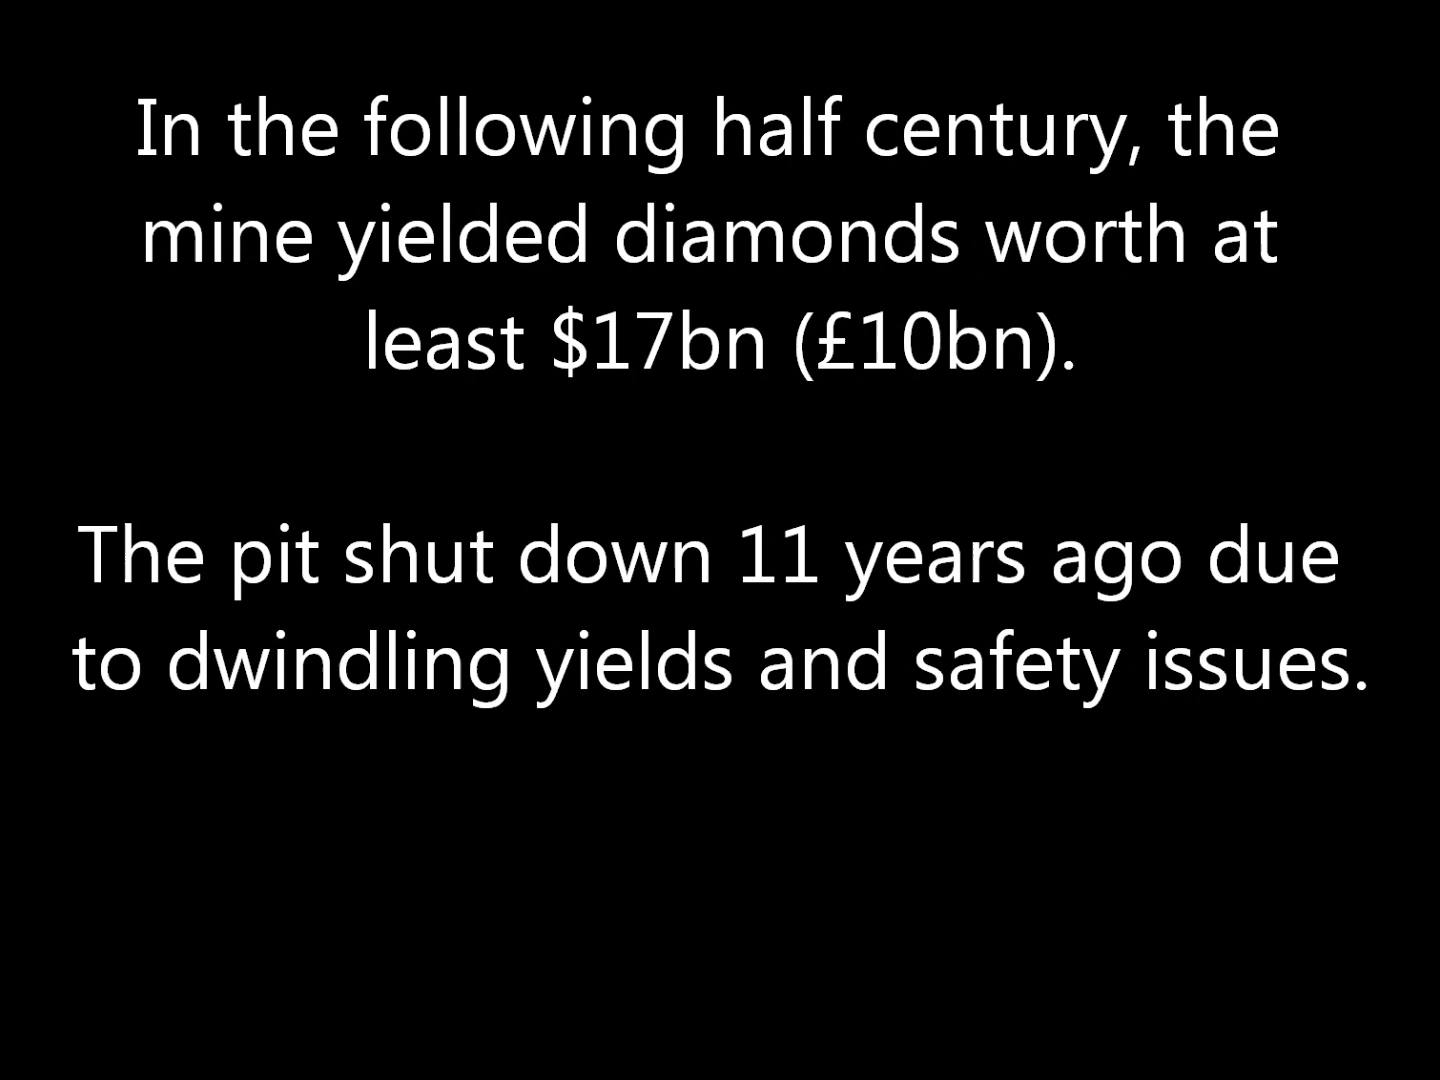 In the following half century, the
mine yielded diamonds worth at
least $17bn (£10bn).
The pit shut down 11 years ago due
to dwindling yields and safety issues.